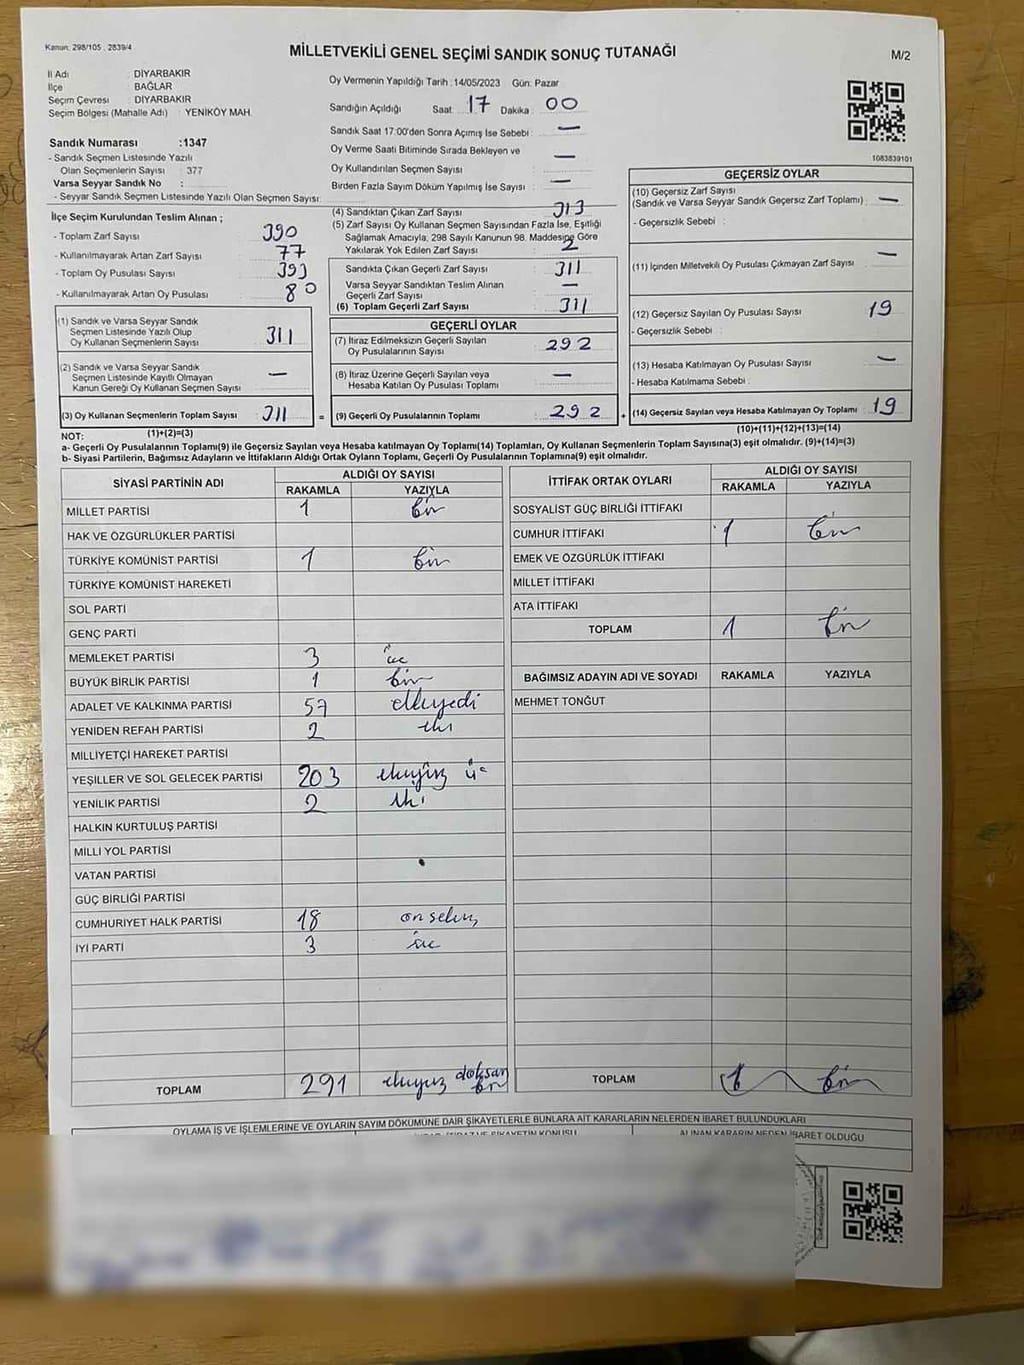 Kanun: 298/105 , 2839/4
MİLLETVEKİLİ GENEL SEÇİMİ SANDIK SONUÇ TUTANAĞI
M/2
İl Adı : DİYARBAKIR
İlçe : BAĞLAR
Seçim Çevresi : DİYARBAKIR
Seçim Bölgesi (Mahalle Adı) : YENİKÖY MAH.
Sandık Numarası :1347
- Sandık Seçmen Listesinde Yazılı
Olan Seçmenlerin Sayısı : 377
Varsa Seyyar Sandık No :
- Seyyar Sandık Seçmen Listesinde Yazılı Olan Seçmen Sayısı:
Oy Vermenin Yapıldığı Tarih :14/05/2023 Gün: Pazar
Sandığın Açıldığı Saat 17 Dakika 00
Sandık Saat 17:00'den Sonra Açımış İse Sebebi : —
Oy Verme Saati Bitiminde Sırada Bekleyen ve
Oy Kullandırılan Seçmen Sayısı : —
Birden Fazla Sayım Döküm Yapılmış İse Sayısı : —
1083839101
İlçe Seçim Kurulundan Teslim Alınan ;
- Toplam Zarf Sayısı : 390
- Kullanılmayarak Artan Zarf Sayısı : 77
- Toplam Oy Pusulası Sayısı : 393
- Kullanılmayarak Artan Oy Pusulası : 80
(1) Sandık ve Varsa Seyyar Sandık
Seçmen Listesinde Yazılı Olup
Oy Kullanan Seçmenlerin Sayısı : 311
(2) Sandık ve Varsa Seyyar Sandık
Seçmen Listesinde Kayıtlı Olmayan
Kanun Gereği Oy Kullanan Seçmen Sayısı : —
(3) Oy Kullanan Seçmenlerin Toplam Sayısı : 311
(1)+(2)=(3)
(4) Sandıktan Çıkan Zarf Sayısı : 313
(5) Zarf Sayısı Oy Kullanan Seçmen Sayısından Fazla İse, Eşitliği
Sağlamak Amacıyla, 298 Sayılı Kanunun 98. Maddesine Göre
Yakılarak Yok Edilen Zarf Sayısı : 2
Sandıkta Çıkan Geçerli Zarf Sayısı : 311
Varsa Seyyar Sandıktan Teslim Alınan
Geçerli Zarf Sayısı : —
(6) Toplam Geçerli Zarf Sayısı : 311
GEÇERLİ OYLAR
(7) İtiraz Edilmeksizin Geçerli Sayılan
Oy Pusulalarının Sayısı : 292
(8) İtiraz Üzerine Geçerli Sayılan veya
Hesaba Katılan Oy Pusulası Toplamı : —
= (9) Geçerli Oy Pusulalarının Toplamı : 292
GEÇERSİZ OYLAR
(10) Geçersiz Zarf Sayısı
(Sandık ve Varsa Seyyar Sandık Geçersiz Zarf Toplamı) : —
- Geçersizlik Sebebi :
(11) İçinden Milletvekili Oy Pusulası Çıkmayan Zarf Sayısı : —
(12) Geçersiz Sayılan Oy Pusulası Sayısı : 19
- Geçersizlik Sebebi :
(13) Hesaba Katılmayan Oy Pusulası Sayısı : —
- Hesaba Katılmama Sebebi :
+ (14) Geçersiz Sayılan veya Hesaba Katılmayan Oy Toplamı : 19
(10)+(11)+(12)+(13)=(14)
NOT:
a- Geçerli Oy Pusulaları Toplamı(9) ile Geçersiz Sayılan veya Hesaba katılmayan Oy Toplamı(14) Toplamları, Oy Kullanan Seçmenlerin Toplam Sayısına(3) eşit olmalıdır. (9)+(14)=(3)
b- Siyasi Partilerin, Bağımsız Adayların ve İttifakların Aldığı Ortak Oyların Toplamı, Geçerli Oy Pusulalarının Toplamına(9) eşit olmalıdır.
SİYASİ PARTİNİN ADI ALDIĞI OY SAYISI
RAKAMLA YAZIYLA
MİLLET PARTİSİ 1 bir
HAK VE ÖZGÜRLÜKLER PARTİSİ
TÜRKİYE KOMÜNİST PARTİSİ 1 bir
TÜRKİYE KOMÜNİST HAREKETİ
SOL PARTİ
GENÇ PARTİ
MEMLEKET PARTİSİ 3 üç
BÜYÜK BİRLİK PARTİSİ 1 bir
ADALET VE KALKINMA PARTİSİ 57 elliyedi
YENİDEN REFAH PARTİSİ 2 iki
MİLLİYETÇİ HAREKET PARTİSİ
YEŞİLLER VE SOL GELECEK PARTİSİ 203 ikiyüz üç
YENİLİK PARTİSİ 2 iki
HALKIN KURTULUŞ PARTİSİ
MİLLİ YOL PARTİSİ
VATAN PARTİSİ
GÜÇ BİRLİĞİ PARTİSİ
CUMHURİYET HALK PARTİSİ 18 onsekiz
İYİ PARTİ 3 üç
TOPLAM 291 ikiyüz doksan bir
İTTİFAK ORTAK OYLARI ALDIĞI OY SAYISI
RAKAMLA YAZIYLA
SOSYALİST GÜÇ BİRLİĞİ İTTİFAKI
CUMHUR İTTİFAKI 1 bir
EMEK VE ÖZGÜRLÜK İTTİFAKI
MİLLET İTTİFAKI
ATA İTTİFAKI
TOPLAM 1 bir
BAĞIMSIZ ADAYIN ADI VE SOYADI RAKAMLA YAZIYLA
MEHMET TONĞUT
TOPLAM 1 bir
OYLAMA İŞ VE İŞLEMLERİNE VE OYLARIN SAYIM DÖKÜMÜNE DAİR ŞİKAYETLERLE BUNLARA AİT KARARLARIN NELERDEN İBARET BULUNDUKLARI
ALINAN KARARIN NEDEN İBARET OLDUĞU